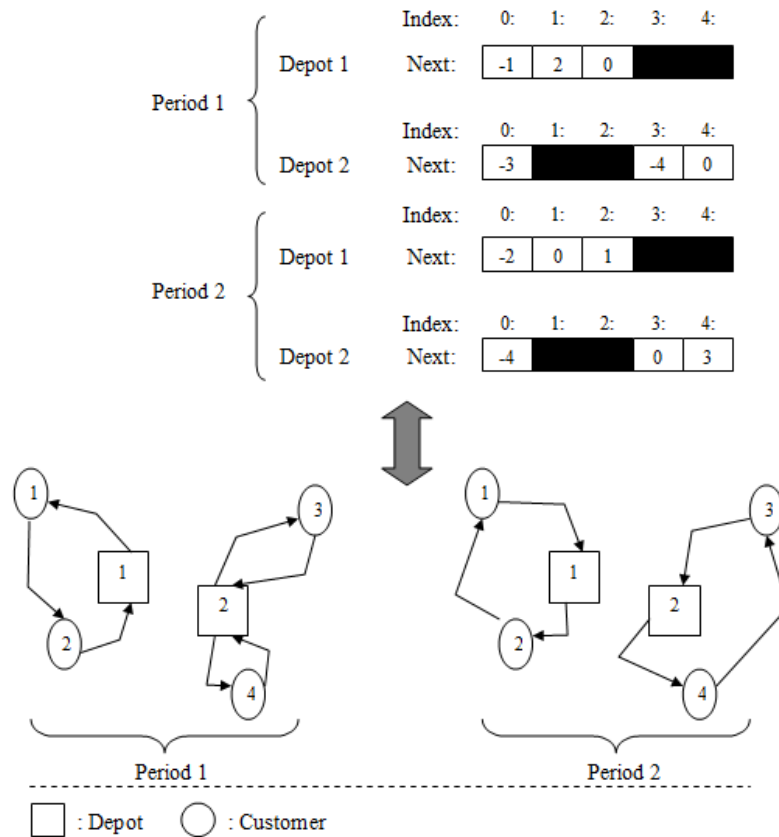 Index: 0: 1: 2: 3: 4:
Depot 1 Next: -1 2 0
Period 1
Index: 0: 1: 2: 3: 4:
Depot 2 Next: -3 -4 0
Index: 0: 1: 2: 3: 4:
Depot 1 Next: -2 0 1
Period 2
Index: 0: 1: 2: 3: 4:
Depot 2 Next: -4 0 3
1 3 1 3
1 2 1 2
2 4 2 4
Period 1 Period 2
: Depot : Customer